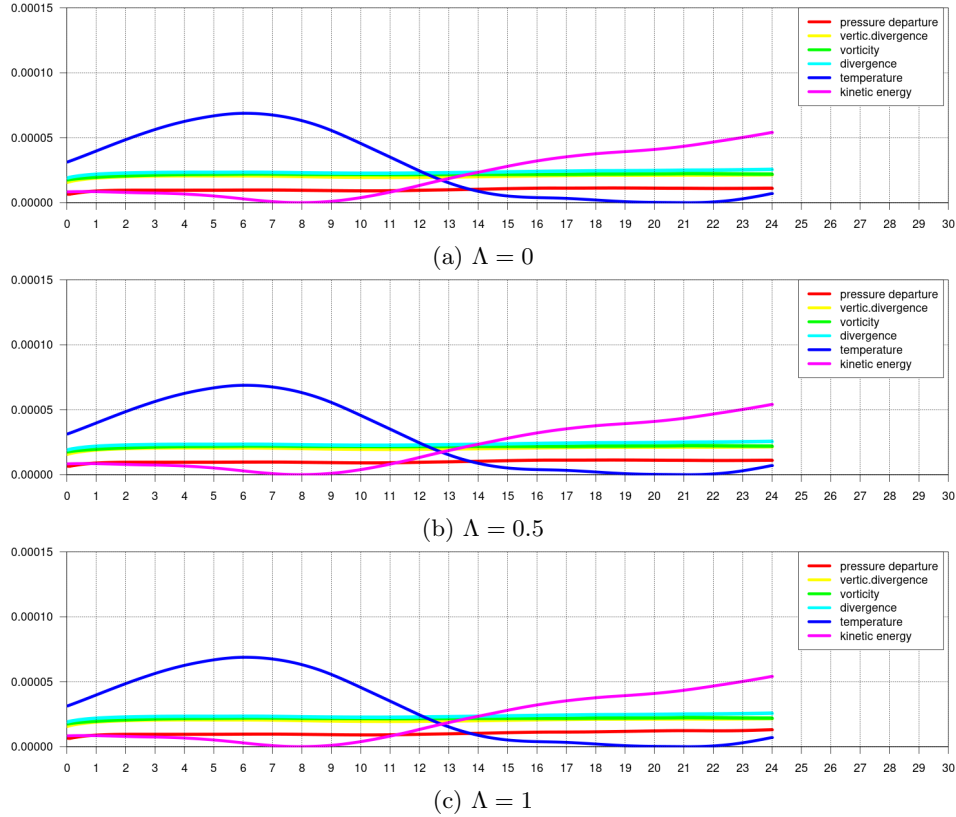 0.00015
pressure departure
vertic.divergence
vorticity
divergence
temperature
kinetic energy
0.00010
0.00005
0.00000
0 1 2 3 4 5 6 7 8 9 10 11 12 13 14 15 16 17 18 19 20 21 22 23 24 25 26 27 28 29 30
(a) Λ = 0
0.00015
pressure departure
vertic.divergence
vorticity
divergence
temperature
kinetic energy
0.00010
0.00005
0.00000
0 1 2 3 4 5 6 7 8 9 10 11 12 13 14 15 16 17 18 19 20 21 22 23 24 25 26 27 28 29 30
(b) Λ = 0.5
0.00015
pressure departure
vertic.divergence
vorticity
divergence
temperature
kinetic energy
0.00010
0.00005
0.00000
0 1 2 3 4 5 6 7 8 9 10 11 12 13 14 15 16 17 18 19 20 21 22 23 24 25 26 27 28 29 30
(c) Λ = 1